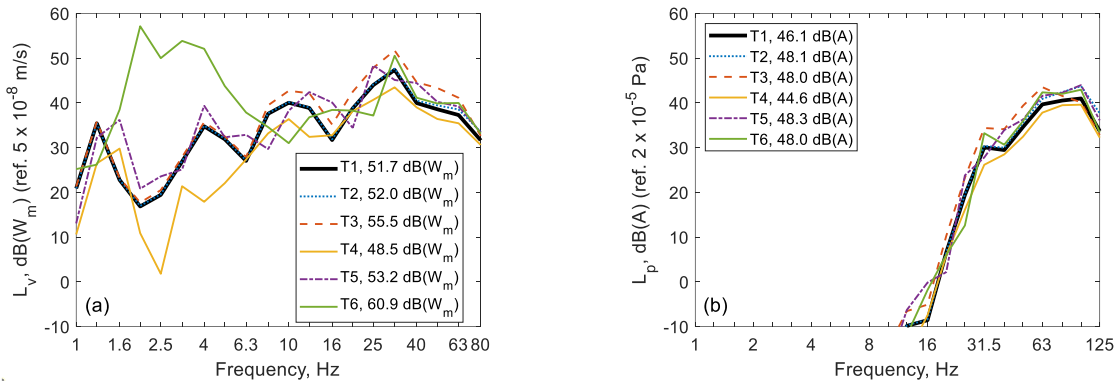 60
50
40
30
20
10
0
-10
L_v, dB(W_m) (ref. 5 x 10^-8 m/s)
T1, 51.7 dB(W_m)
T2, 52.0 dB(W_m)
T3, 55.5 dB(W_m)
T4, 48.5 dB(W_m)
T5, 53.2 dB(W_m)
T6, 60.9 dB(W_m)
(a)
1 1.6 2.5 4 6.3 10 16 25 40 63 80
Frequency, Hz
60
50
40
30
20
10
0
-10
L_p, dB(A) (ref. 2 x 10^-5 Pa)
T1, 46.1 dB(A)
T2, 48.1 dB(A)
T3, 48.0 dB(A)
T4, 44.6 dB(A)
T5, 48.3 dB(A)
T6, 48.0 dB(A)
(b)
1 2 4 8 16 31.5 63 125
Frequency, Hz